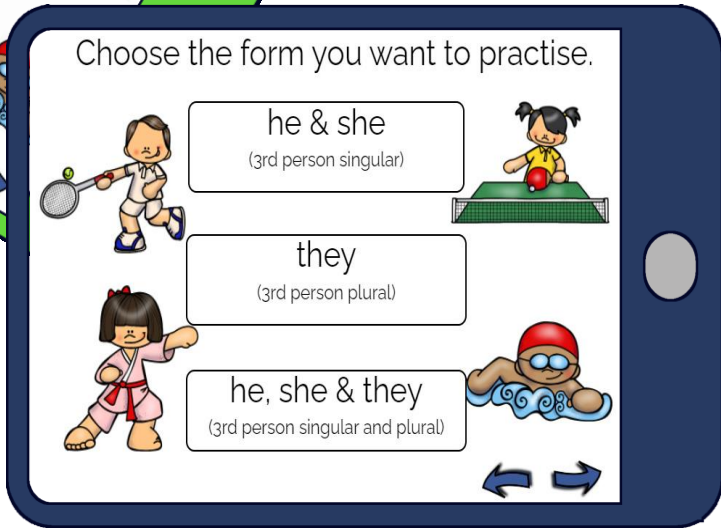 Choose the form you want to practise.
he & she
(3rd person singular)
they
(3rd person plural)
he, she & they
(3rd person singular and plural)